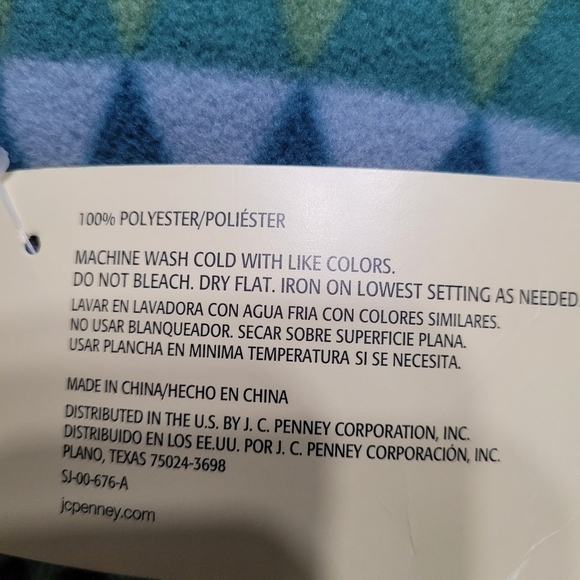 100% POLYESTER/POLIÉSTER
MACHINE WASH COLD WITH LIKE COLORS.
DO NOT BLEACH. DRY FLAT. IRON ON LOWEST SETTING AS NEEDED
LAVAR EN LAVADORA CON AGUA FRIA CON COLORES SIMILARES.
NO USAR BLANQUEADOR. SECAR SOBRE SUPERFICIE PLANA.
USAR PLANCHA EN MINIMA TEMPERATURA SI SE NECESITA.
MADE IN CHINA/HECHO EN CHINA
DISTRIBUTED IN THE U.S. BY J. C. PENNEY CORPORATION, INC.
DISTRIBUIDO EN LOS EE.UU. POR J. C. PENNEY CORPORACIÓN, INC.
PLANO, TEXAS 75024-3698
SJ-00-676-A
jcpenney.com